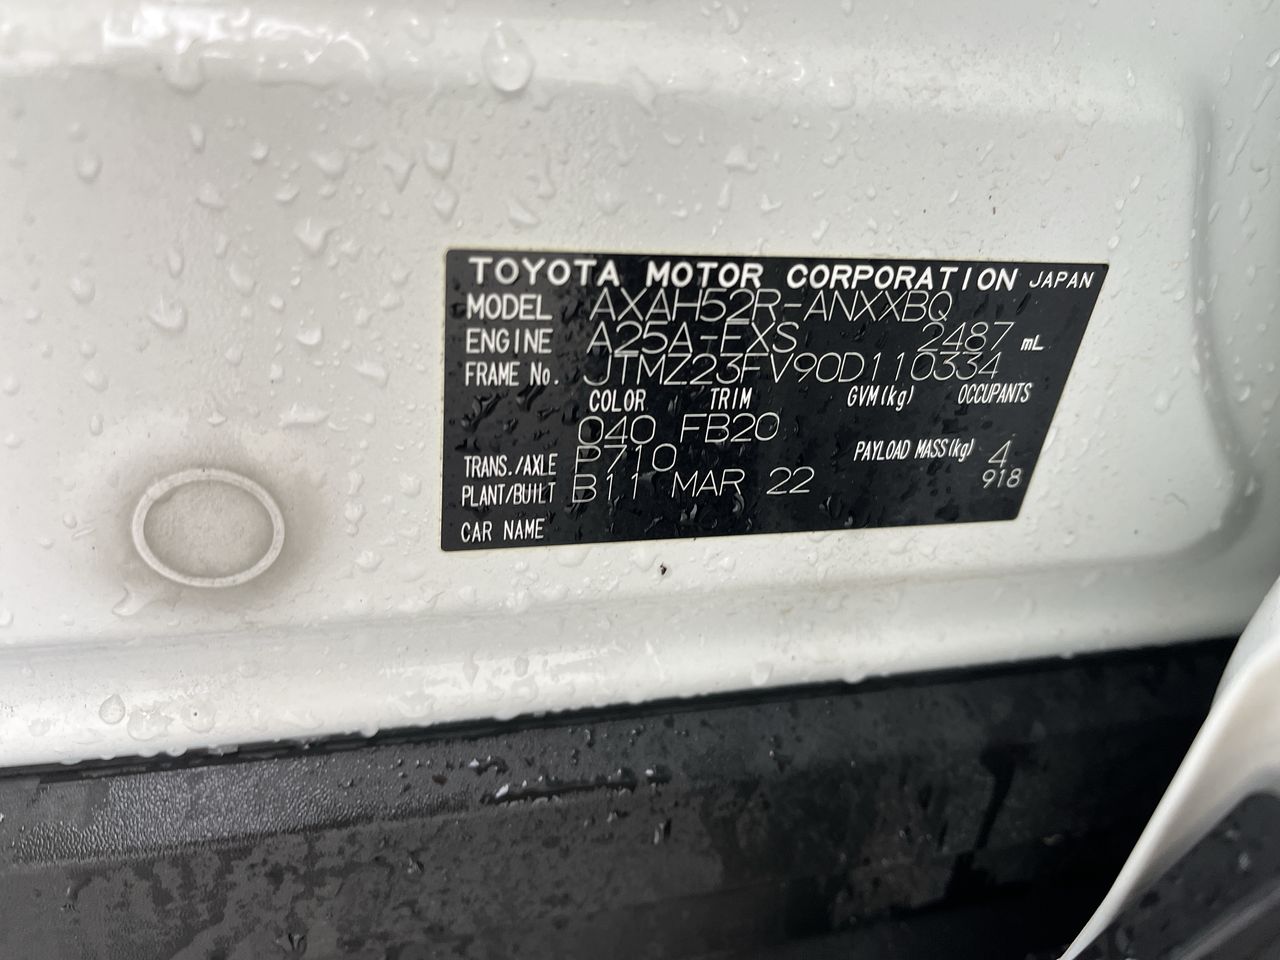 TOYOTA MOTOR CORPORATION JAPAN
MODEL AXAH52R-ANXXBQ
ENGINE A25A-FXS 2487 mL
FRAME No. JTMZ23FV90D110334
COLOR TRIM GVM(kg) OCCUPANTS
040 FB20
TRANS./AXLE P710 PAYLOAD MASS(kg) 4
PLANT/BUILT B11 MAR 22 918
CAR NAME